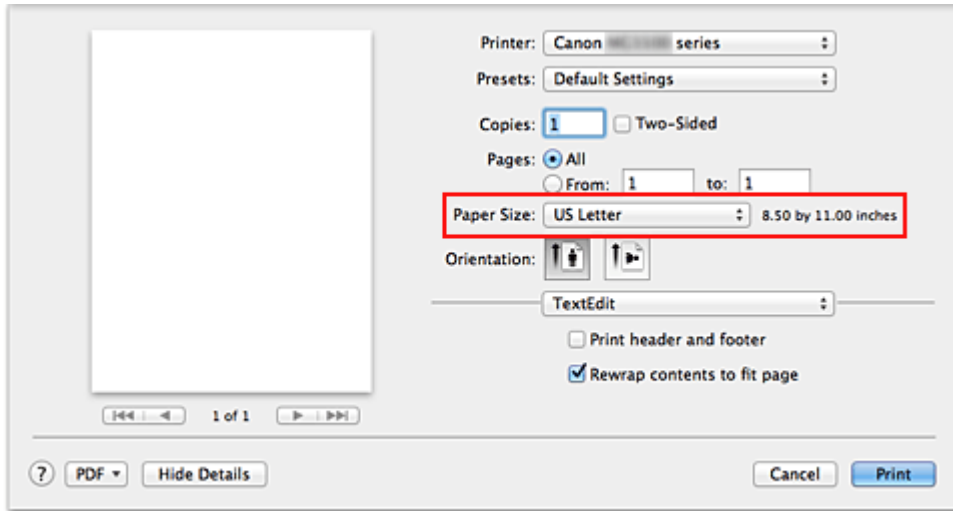 Printer: Canon series
Presets: Default Settings
Copies: 1 Two-Sided
Pages: All
From: 1 to: 1
Paper Size: US Letter 8.50 by 11.00 inches
Orientation:
TextEdit
Print header and footer
Rewrap contents to fit page
1 of 1
? PDF Hide Details Cancel Print